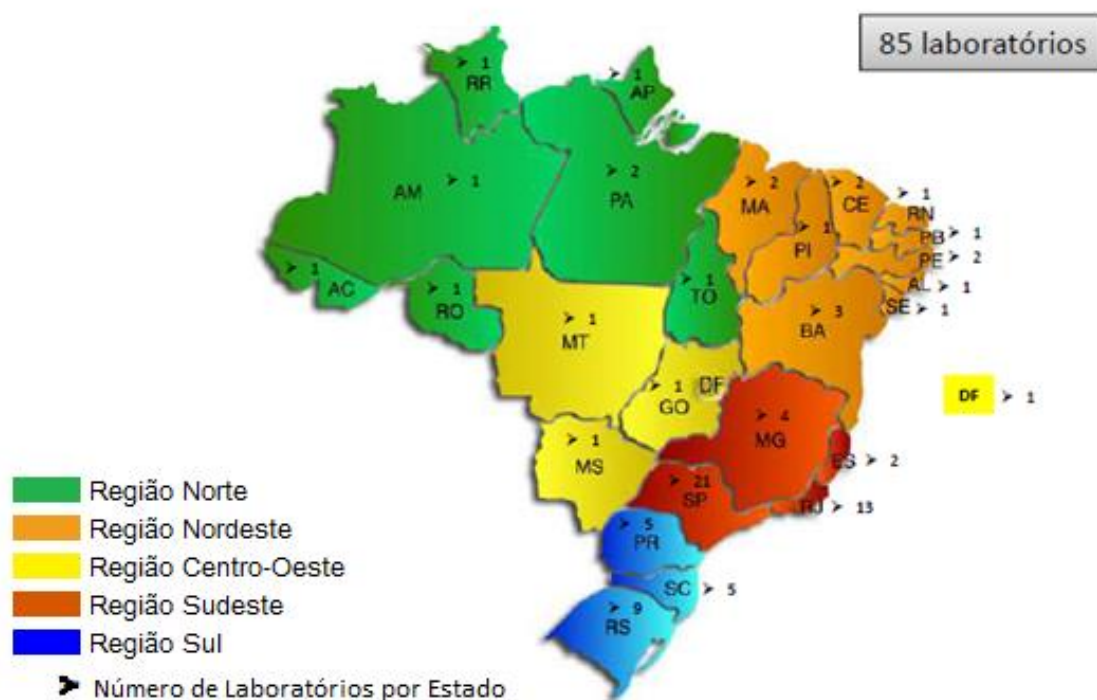 85 laboratórios
➤ 1
RR
➤ 1
AP
AM
➤ 1
➤ 2
PA
➤ 2
MA
➤ 2
CE
➤ 1
RN
➤ 1
PI
PB
➤ 1
PE
➤ 2
AL
➤ 1
SE
➤ 1
➤ 1
AC
➤ 1
RO
➤ 1
TO
➤ 1
MT
➤ 3
BA
➤ 1
GO
DF
DF
➤ 1
➤ 4
MG
➤ 1
MS
ES
➤ 2
➤ 21
SP
RJ
➤ 13
➤ 5
PR
SC
➤ 5
➤ 9
RS
Região Norte
Região Nordeste
Região Centro-Oeste
Região Sudeste
Região Sul
➤ Número de Laboratórios por Estado